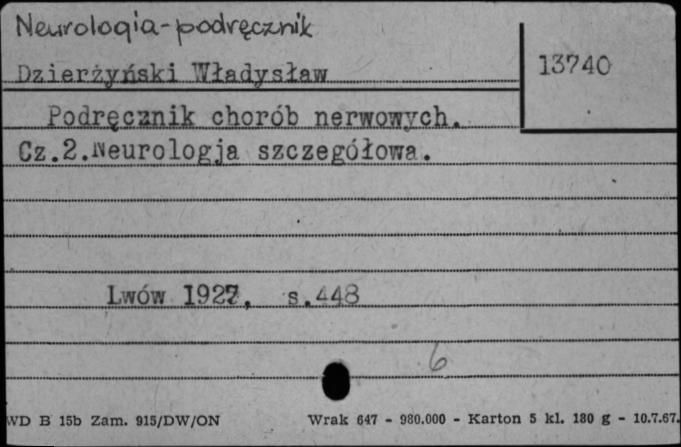 Neurologia-podręcznik
Dzierżyński Władysław
13740
Podręcznik chorób nerwowych.
Cz.2.Neurologja szczegółowa.
Lwów 1927, s.448
6
WD B 15b Zam. 915/DW/ON Wrak 647 - 980.000 - Karton 5 kl. 180 g - 10.7.67.